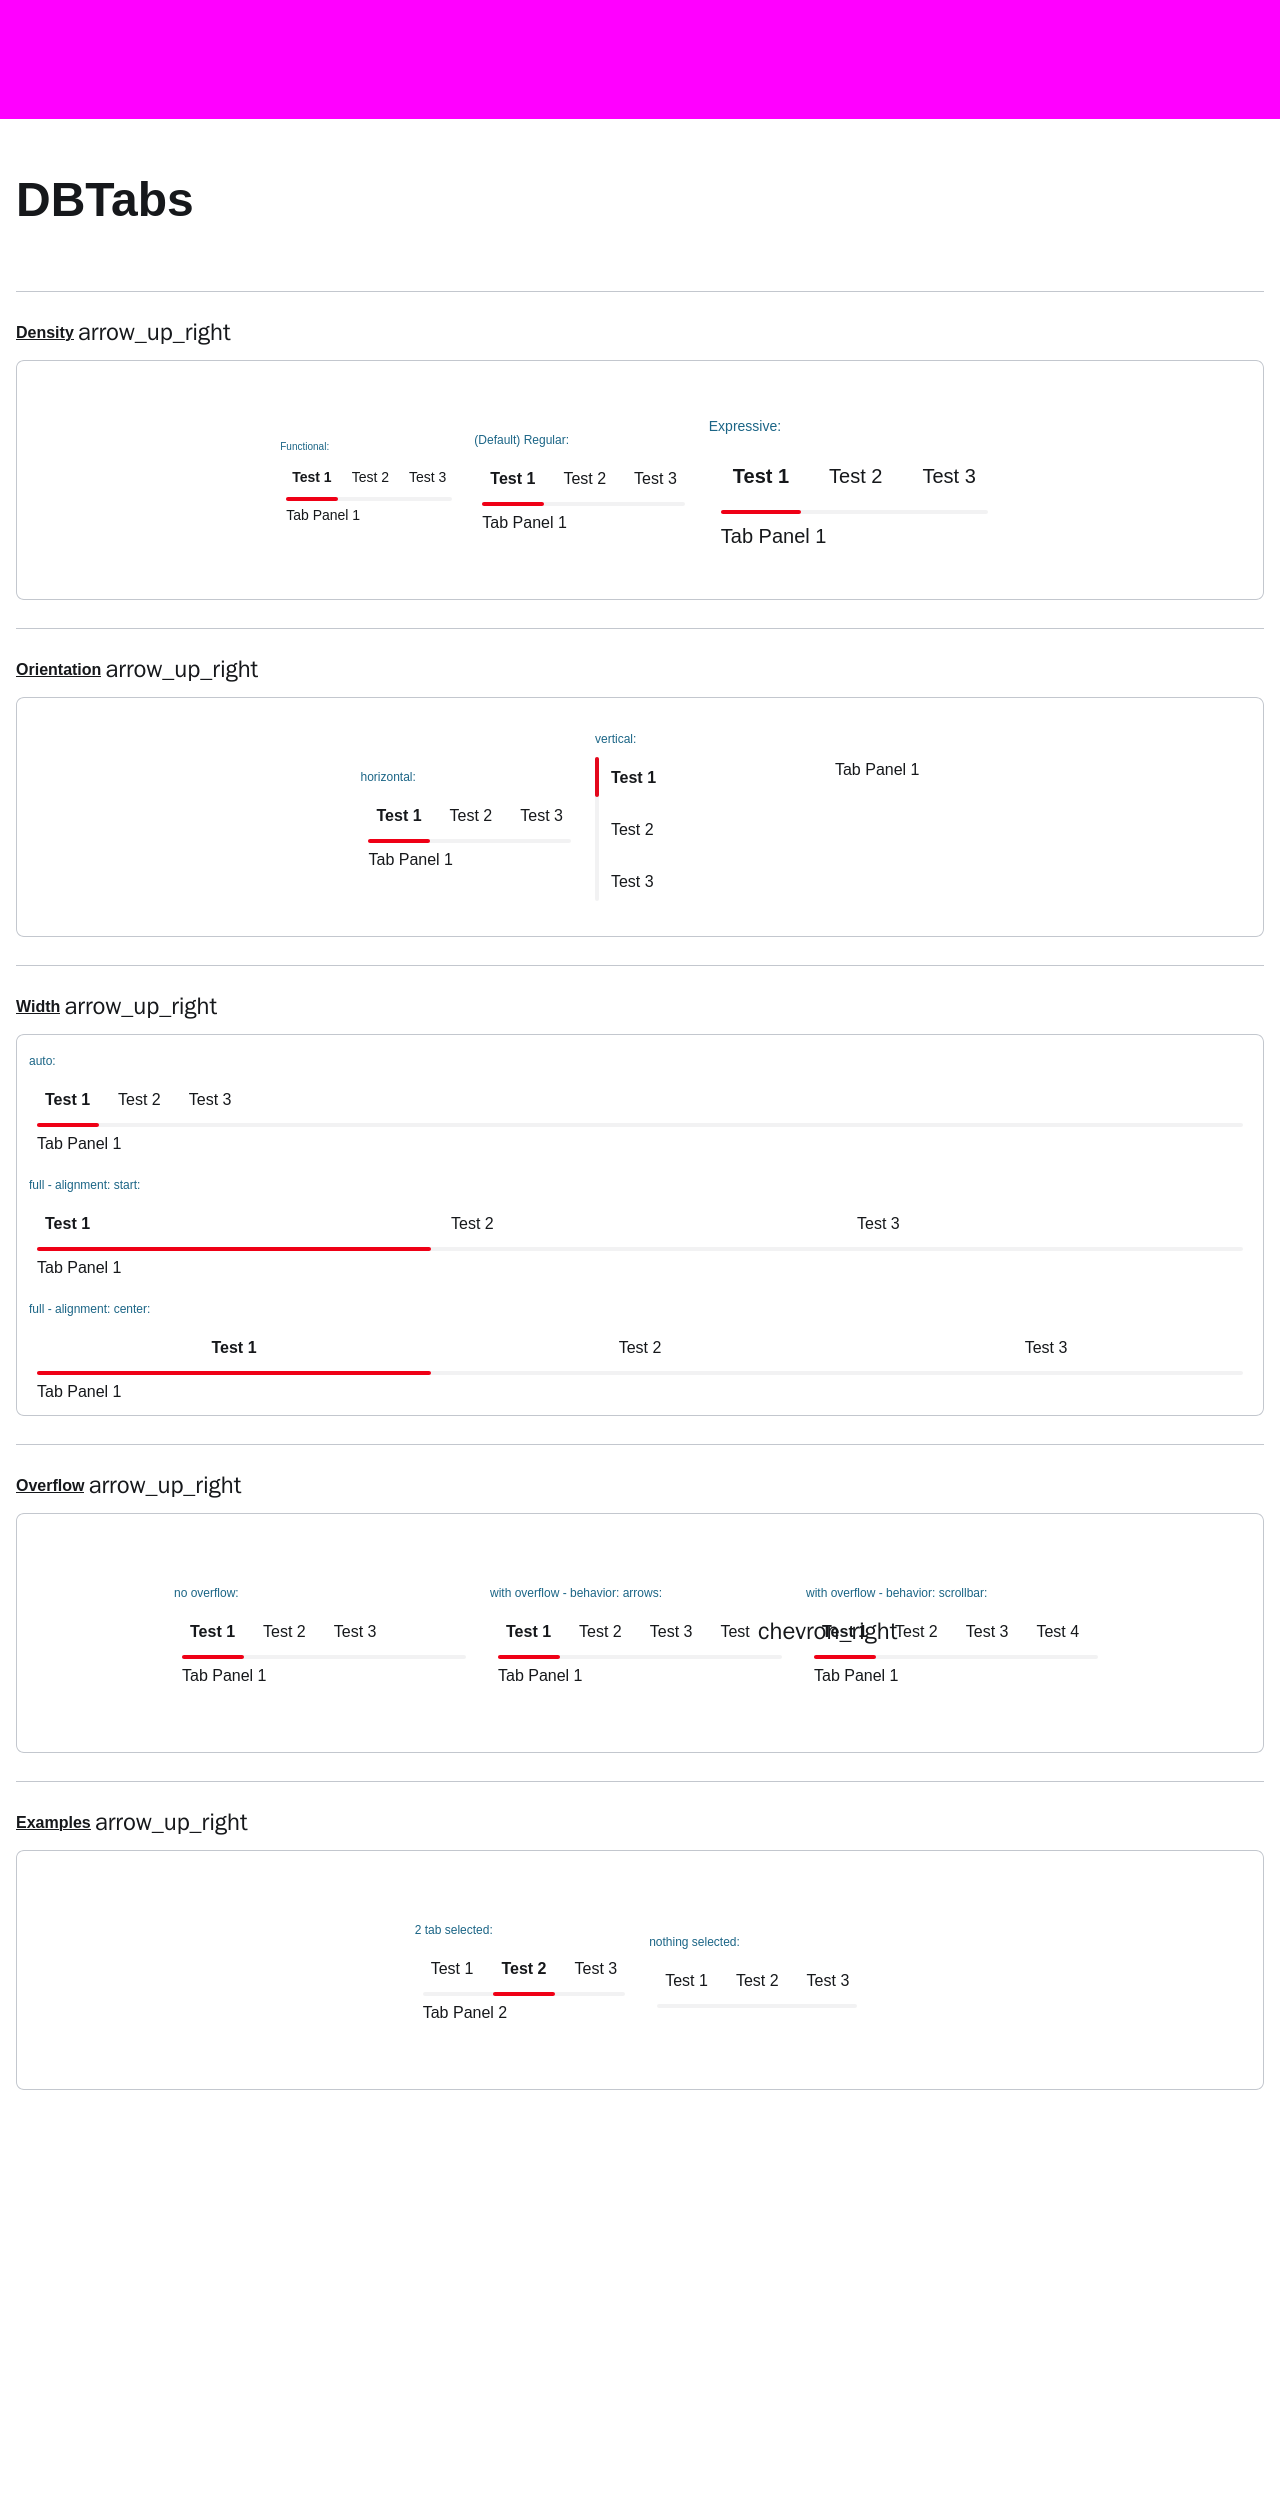 DBTabs
Density arrow_up_right
Functional:
Test 1 Test 2 Test 3
Tab Panel 1
(Default) Regular:
Test 1 Test 2 Test 3
Tab Panel 1
Expressive:
Test 1 Test 2 Test 3
Tab Panel 1
Orientation arrow_up_right
horizontal:
Test 1 Test 2 Test 3
Tab Panel 1
vertical:
Test 1
Test 2
Test 3
Tab Panel 1
Width arrow_up_right
auto:
Test 1 Test 2 Test 3
Tab Panel 1
full - alignment: start:
Test 1 Test 2 Test 3
Tab Panel 1
full - alignment: center:
Test 1 Test 2 Test 3
Tab Panel 1
Overflow arrow_up_right
no overflow:
Test 1 Test 2 Test 3
Tab Panel 1
with overflow - behavior: arrows:
Test 1 Test 2 Test 3 Test chevron_right
Tab Panel 1
with overflow - behavior: scrollbar:
Test 1 Test 2 Test 3 Test 4
Tab Panel 1
Examples arrow_up_right
2 tab selected:
Test 1 Test 2 Test 3
Tab Panel 2
nothing selected:
Test 1 Test 2 Test 3